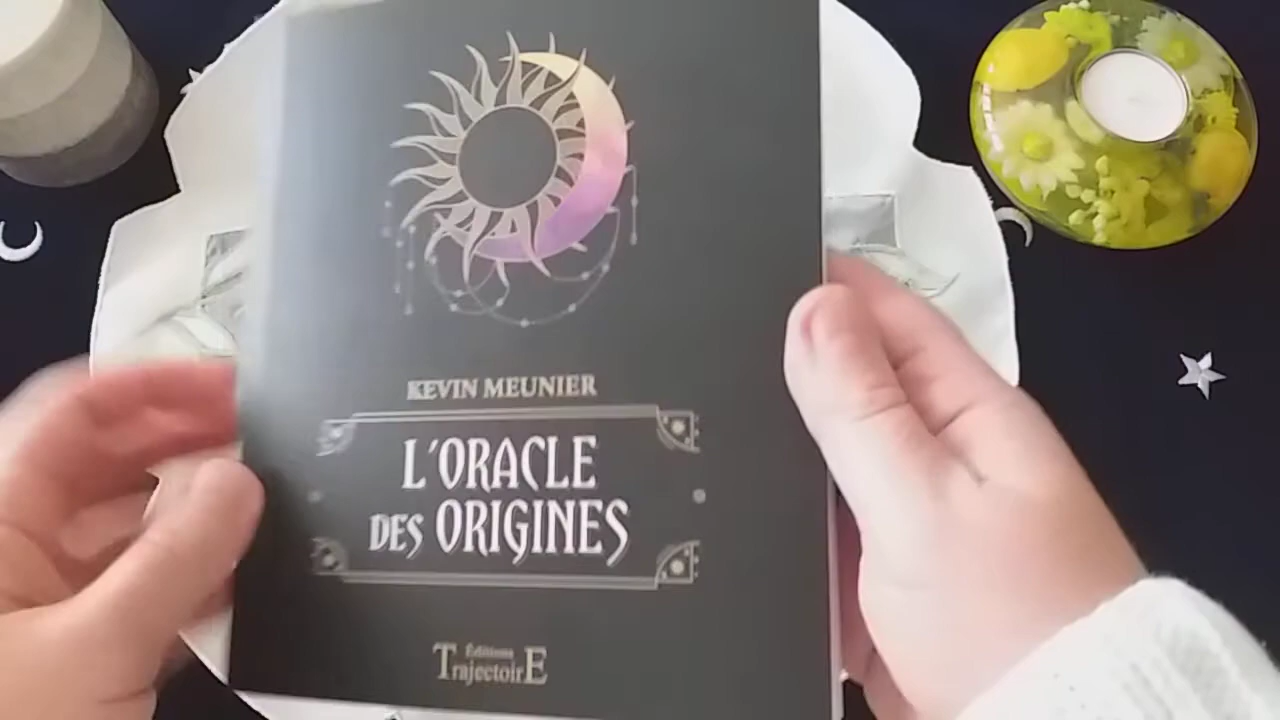 KEVIN MEUNIER
L'ORACLE
DES ORIGINES
Éditions
TrajectoirE